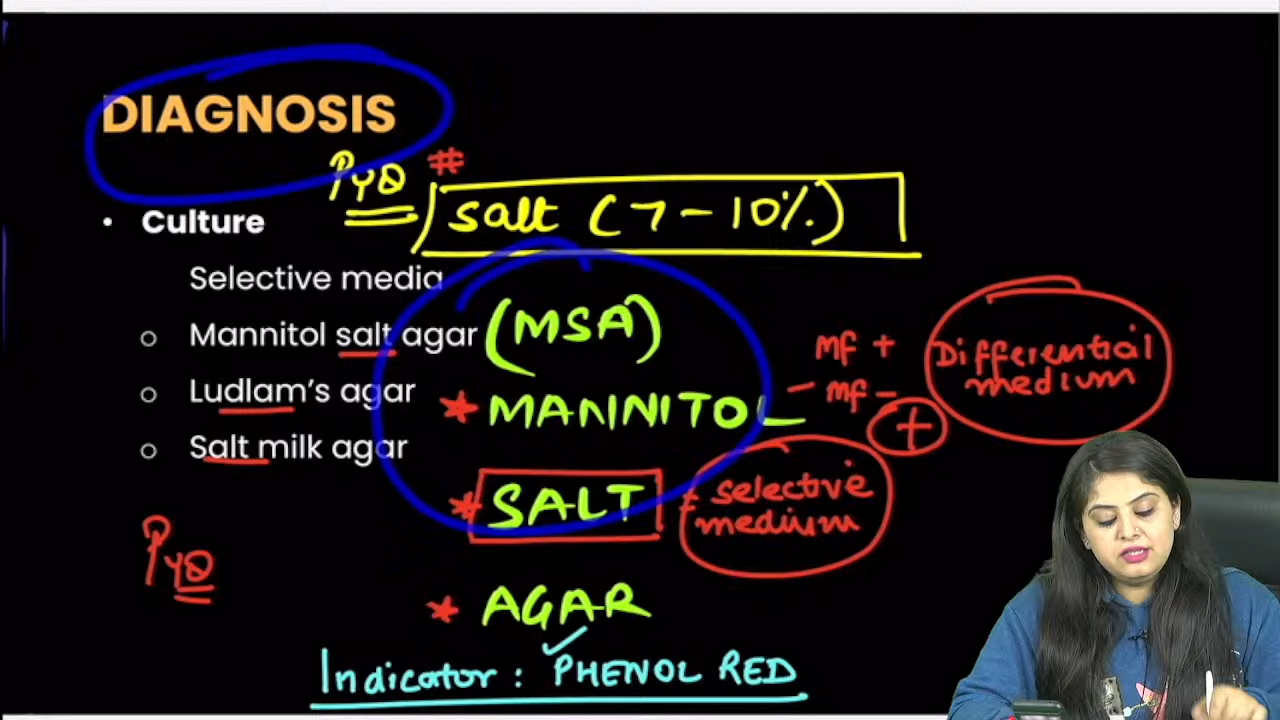 DIAGNOSIS
PYQ #
Salt (7-10%)
• Culture
Selective media
Mannitol salt agar (MSA)
mf +
- mf -
Differential
medium
+
Ludlam's agar
* MANNITOL
Salt milk agar
* SALT = selective
medium
PYQ
* AGAR
Indicator : PHENOL RED